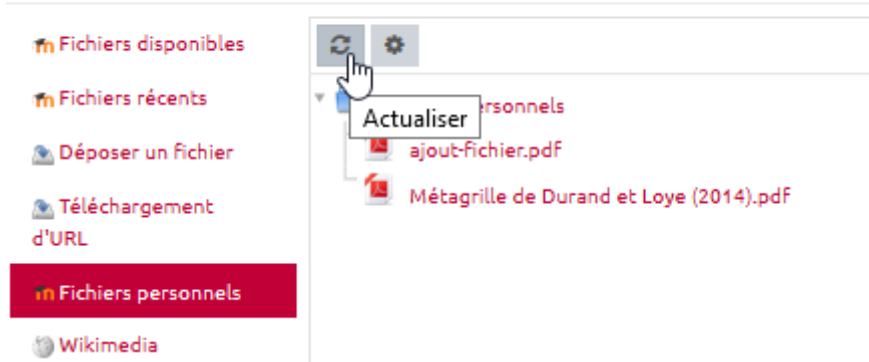 Fichiers disponibles
Fichiers récents
Déposer un fichier
Téléchargement
d'URL
Fichiers personnels
Wikimedia
Actualiser
ajout-fichier.pdf
Métagrille de Durand et Loye (2014).pdf